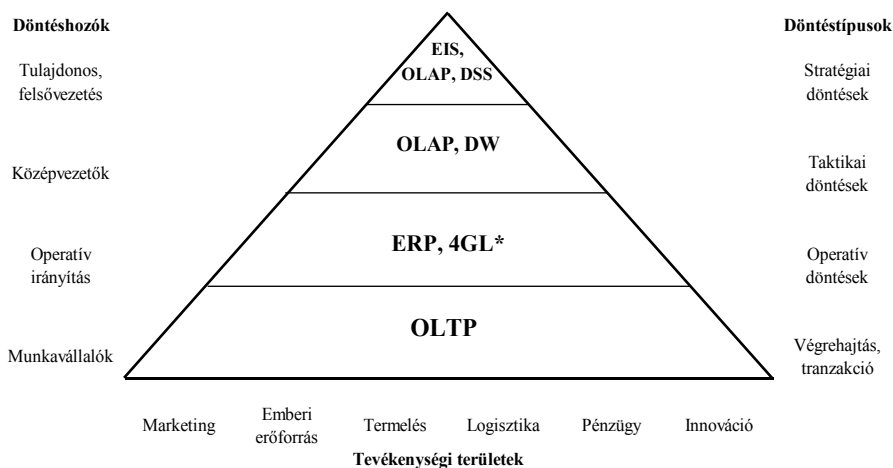 Döntéshozók
Döntéstípusok
EIS,
OLAP, DSS
Tulajdonos,
felsővezetés
Stratégiai
döntések
OLAP, DW
Középvezetők
Taktikai
döntések
ERP, 4GL*
Operatív
irányítás
Operatív
döntések
OLTP
Munkavállalók
Végrehajtás,
tranzakció
Marketing
Emberi
erőforrás
Termelés
Logisztika
Pénzügy
Innováció
Tevékenységi területek